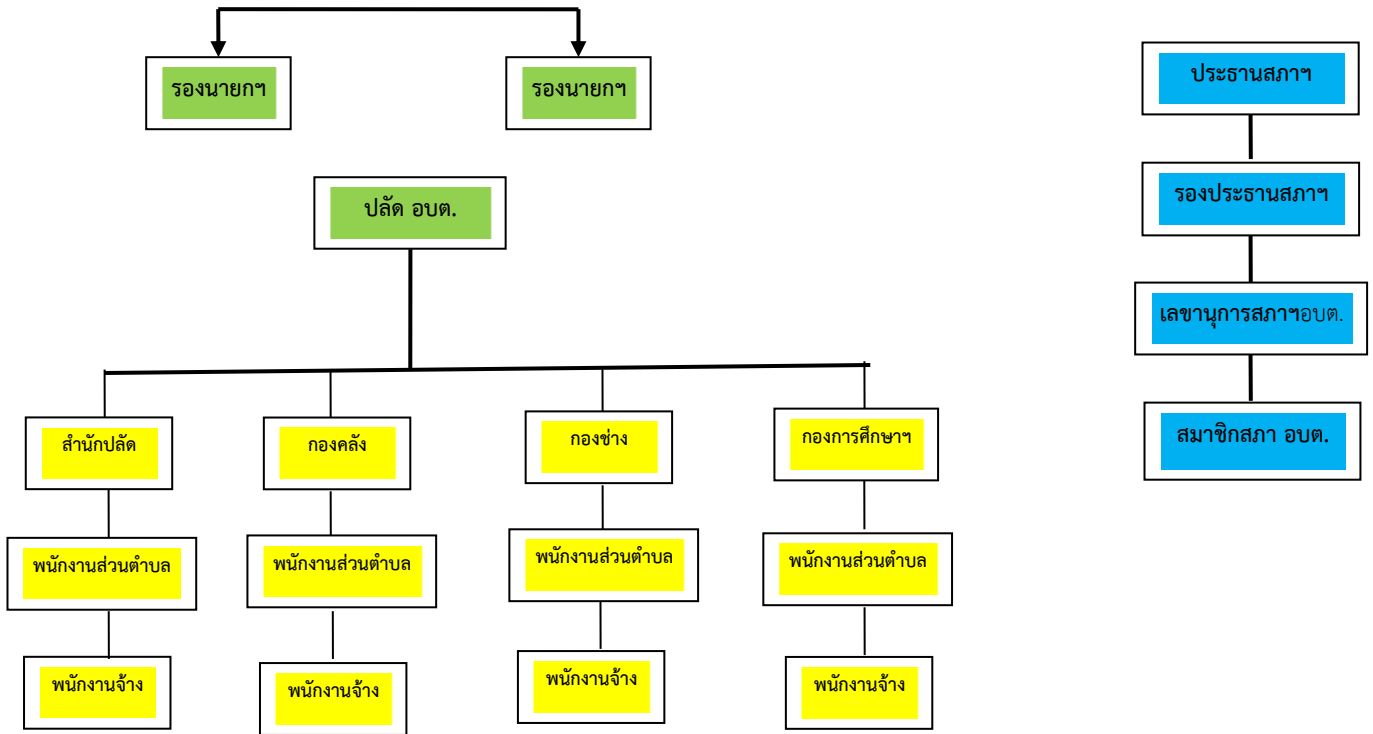 รองนายกฯ
รองนายกฯ
ปลัด อบต.
สำนักปลัด
กองคลัง
กองช่าง
กองการศึกษาฯ
พนักงานส่วนตำบล
พนักงานส่วนตำบล
พนักงานส่วนตำบล
พนักงานส่วนตำบล
พนักงานจ้าง
พนักงานจ้าง
พนักงานจ้าง
พนักงานจ้าง
ประธานสภาฯ
รองประธานสภาฯ
เลขานุการสภาฯอบต.
สมาชิกสภา อบต.